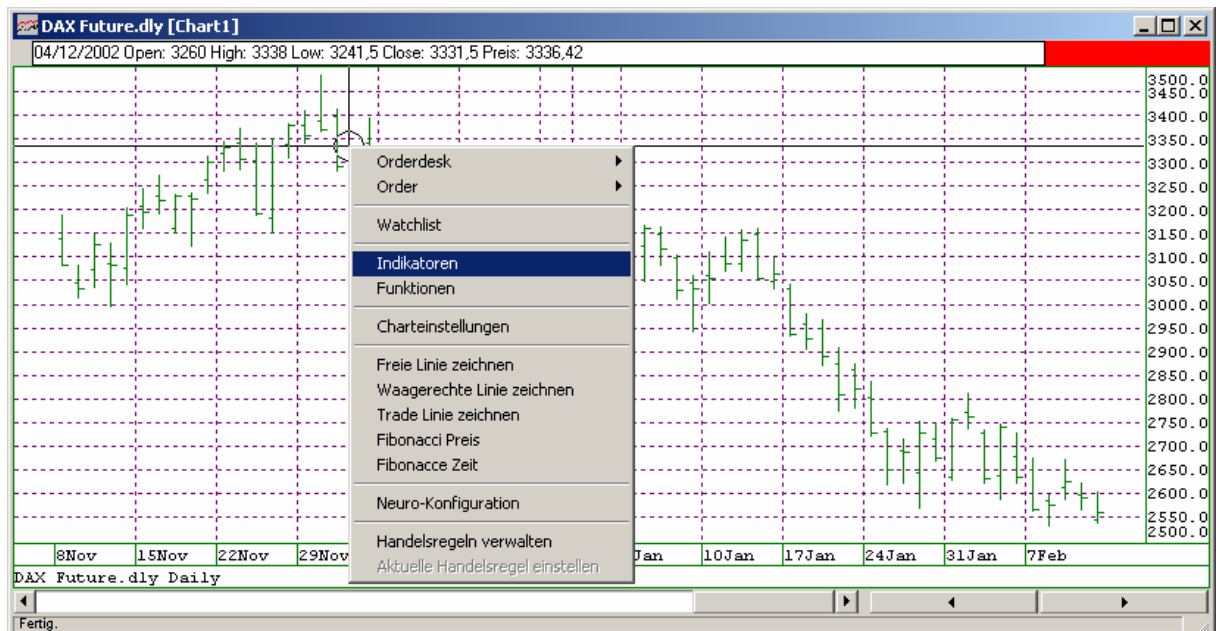 DAX Future.dly [Chart1]
04/12/2002 Open: 3260 High: 3338 Low: 3241,5 Close: 3331,5 Preis: 3336,42
3500.0
3450.0
3400.0
3350.0
3300.0
3250.0
3200.0
3150.0
3100.0
3050.0
3000.0
2950.0
2900.0
2850.0
2800.0
2750.0
2700.0
2650.0
2600.0
2550.0
2500.0
Orderdesk
Order
Watchlist
Indikatoren
Funktionen
Charteinstellungen
Freie Linie zeichnen
Waagerechte Linie zeichnen
Trade Linie zeichnen
Fibonacci Preis
Fibonacce Zeit
Neuro-Konfiguration
Handelsregeln verwalten
Aktuelle Handelsregel einstellen
8Nov 15Nov 22Nov 29Nov Jan 10Jan 17Jan 24Jan 31Jan 7Feb
DAX Future.dly Daily
Fertig.